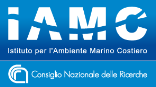 iAMC
Istituto per l'Ambiente Marino Costiero
Consiglio Nazionale delle Ricerche